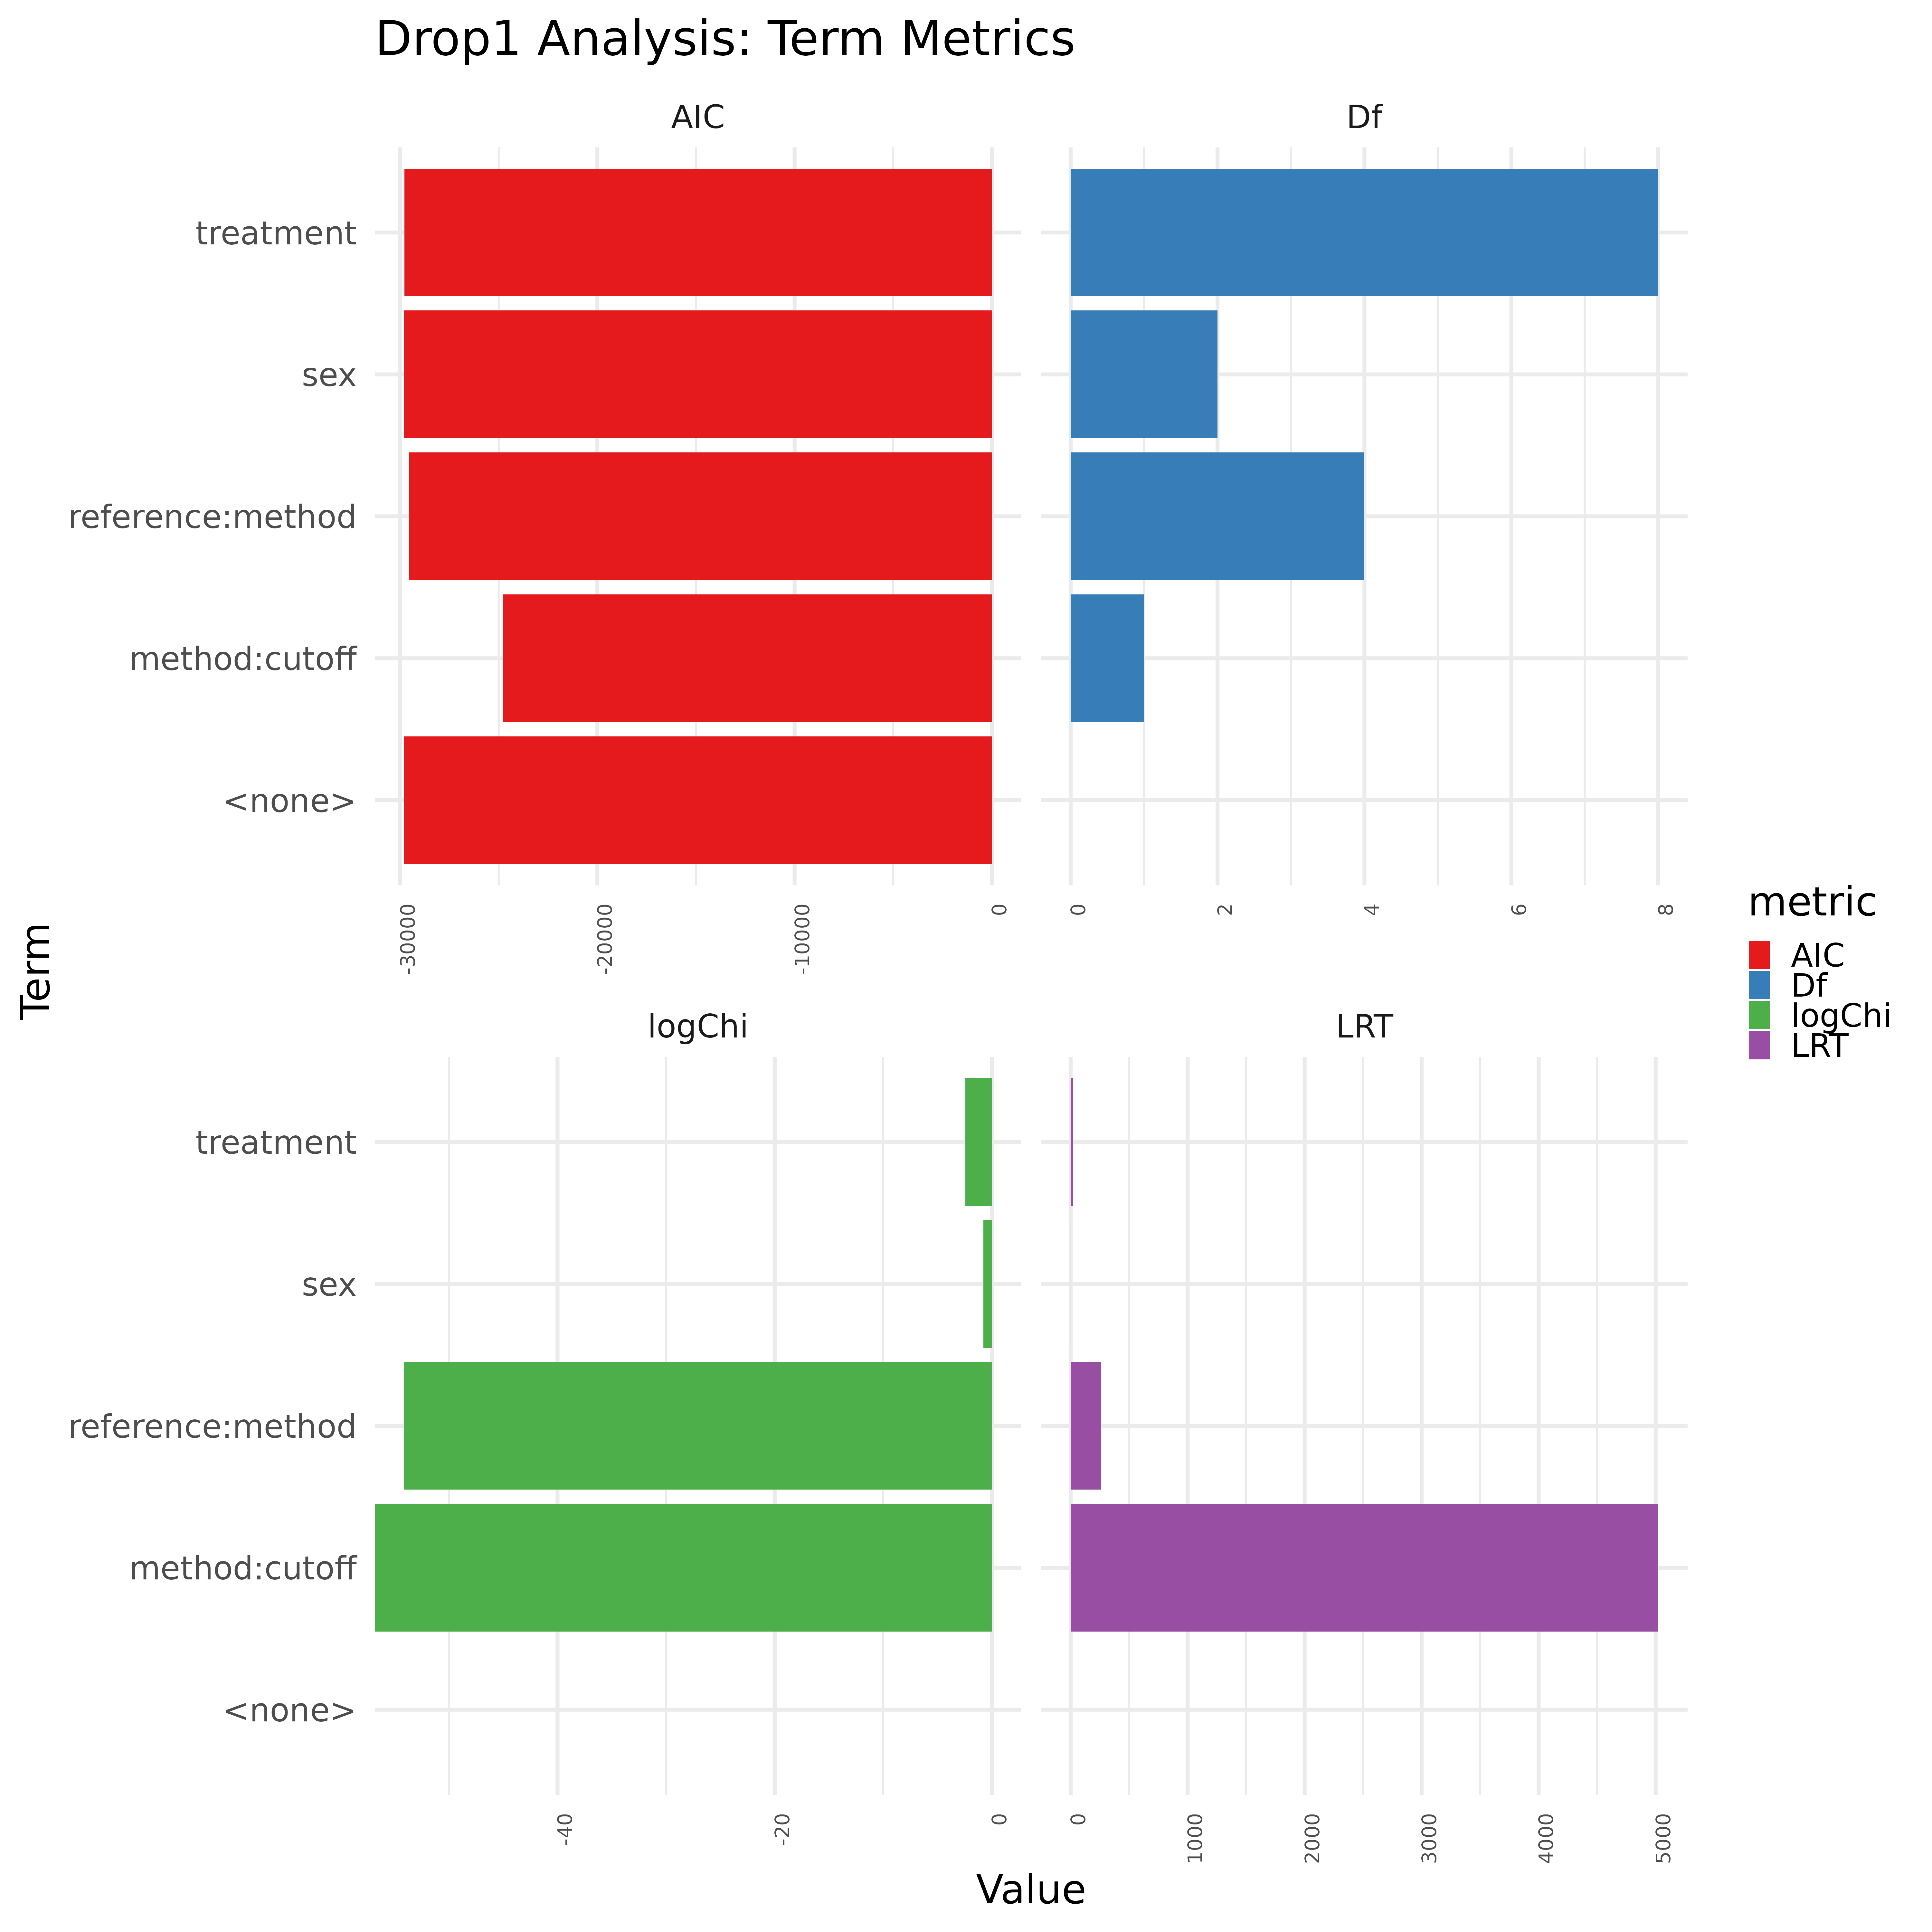 Drop1 Analysis: Term Metrics
AIC
Df
treatment
sex
reference:method
method:cutoff
<none>
-30000
-20000
-10000
0
0
2
4
6
8
Term
metric
AIC
Df
logChi
LRT
logChi
LRT
treatment
sex
reference:method
method:cutoff
<none>
-40
-20
0
0
1000
2000
3000
4000
5000
Value